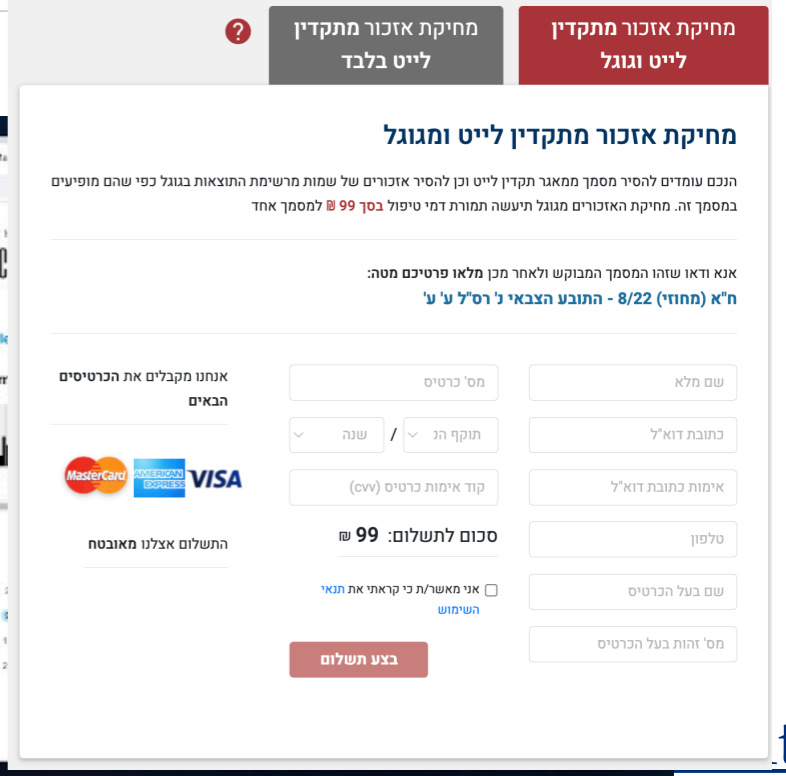 מחיקת אזכור מתקדין
לייט וגוגל
מחיקת אזכור מתקדין
לייט בלבד
?
מחיקת אזכור מתקדין לייט ומגוגל
הנכם עומדים להסיר מסמך ממאגר תקדין לייט וכן להסיר אזכורים של שמות מרשימת התוצאות בגוגל כפי שהם מופיעים
במסמך זה. מחיקת האזכורים מגוגל תיעשה תמורת דמי טיפול בסך 99 ₪ למסמך אחד
אנא ודאו שזהו המסמך המבוקש ולאחר מכן מלאו פרטיכם מטה:
ח"א (מחוזי) 8/22 - התובע הצבאי נ' רס"ל ע' ע'
שם מלא
כתובת דוא"ל
אימות כתובת דוא"ל
טלפון
שם בעל הכרטיס
מס' זהות בעל הכרטיס
מס' כרטיס
תוקף הכ / שנה
קוד אימות כרטיס (cvv)
סכום לתשלום: 99 ₪
אני מאשר/ת כי קראתי את תנאי
השימוש
בצע תשלום
אנחנו מקבלים את הכרטיסים
הבאים
MasterCard AMERICAN EXPRESS VISA
התשלום אצלנו מאובטח